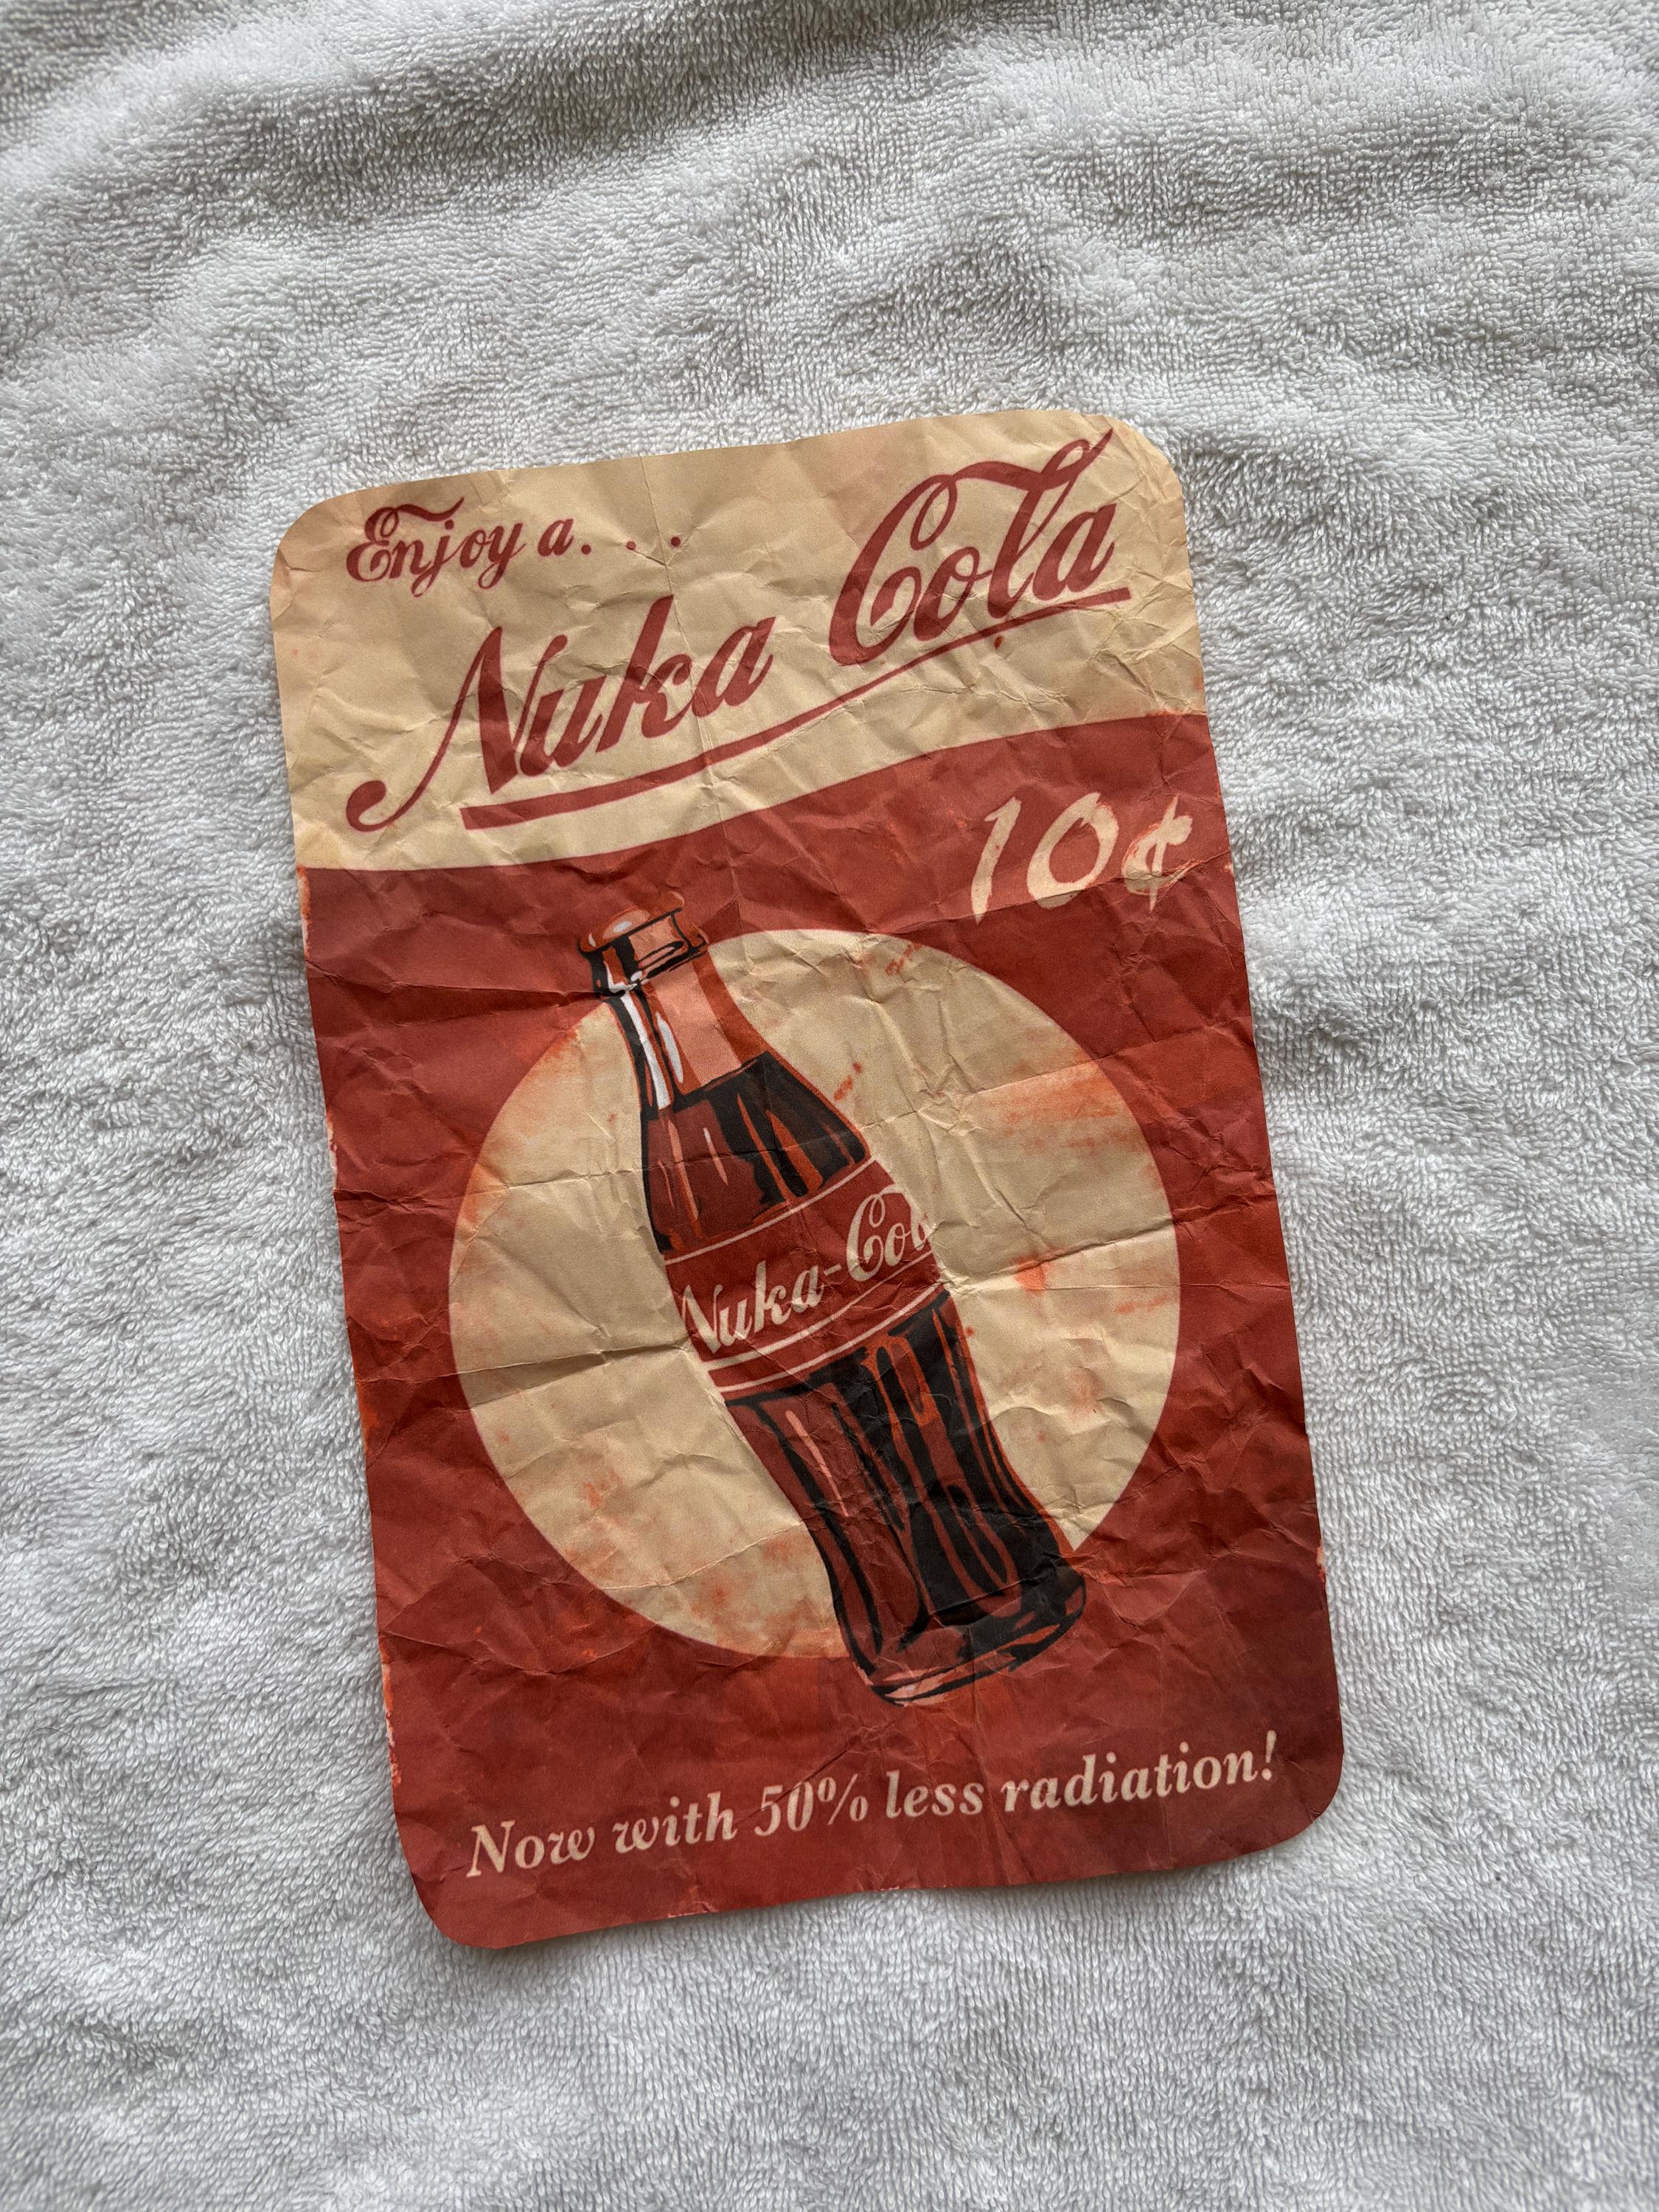 Enjoy a. . .
Nuka Cola
10¢
Nuka-Col
Now with 50% less radiation!